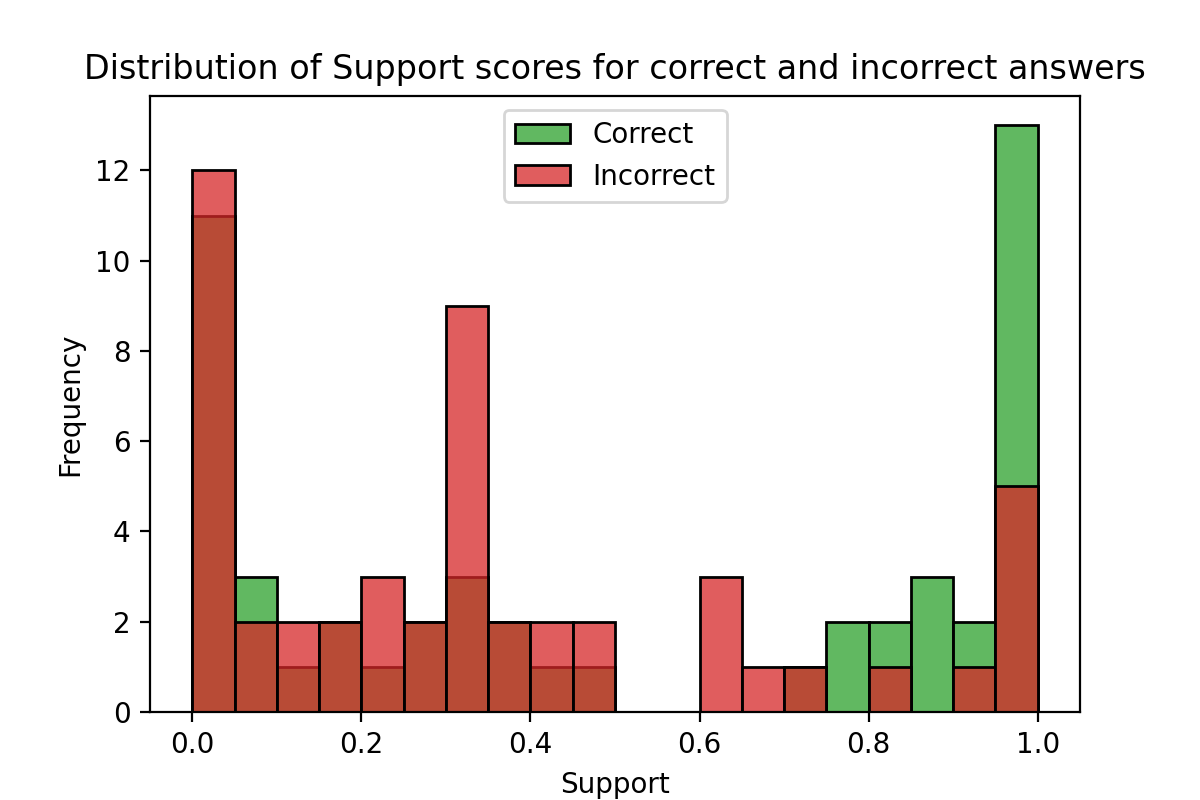 Distribution of Support scores for correct and incorrect answers
Correct
Incorrect
Frequency
12
10
8
6
4
2
0
0.0 0.2 0.4 0.6 0.8 1.0
Support